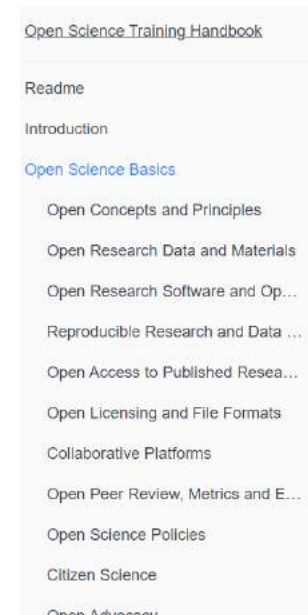 Open Science Training Handbook
Readme
Introduction
Open Science Basics
Open Concepts and Principles
Open Research Data and Materials
Open Research Software and Op...
Reproducible Research and Data ...
Open Access to Published Resea...
Open Licensing and File Formats
Collaborative Platforms
Open Peer Review, Metrics and E...
Open Science Policies
Citizen Science
Open Advocacy